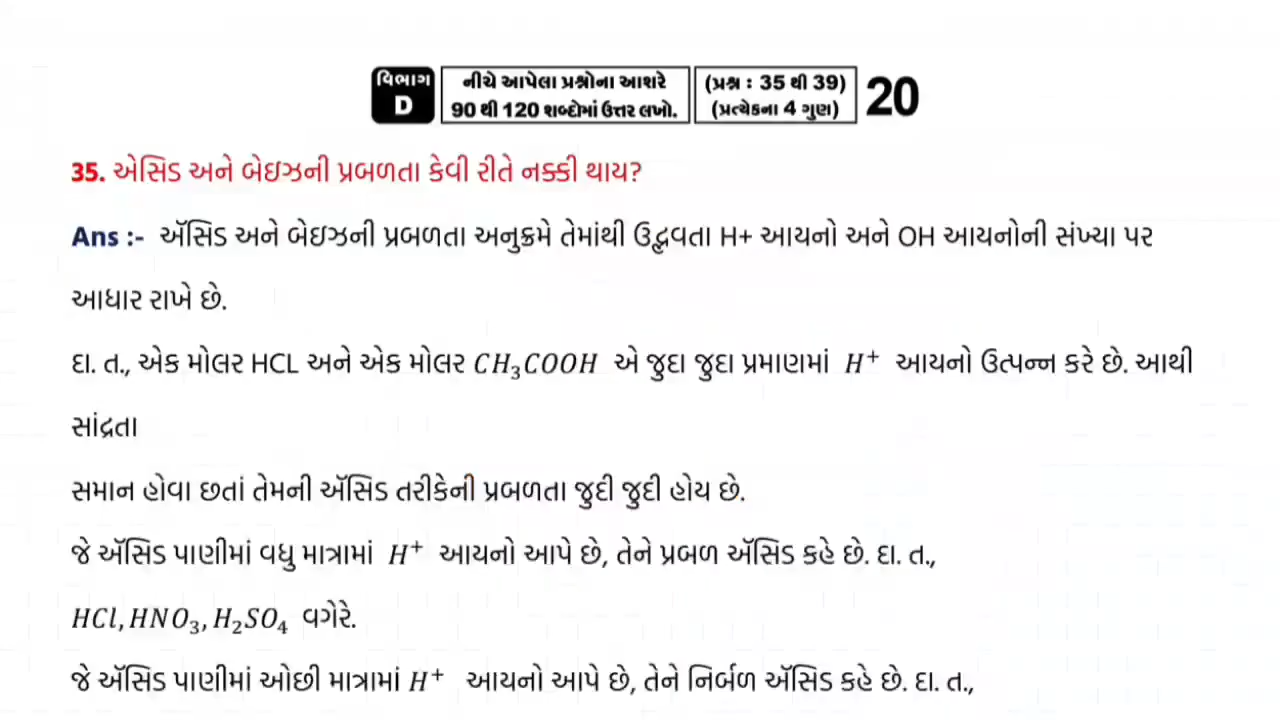 વિભાગ D
નીચે આપેલા પ્રશ્નોના આશરે
90 થી 120 શબ્દોમાં ઉત્તર લખો.
(પ્રશ્ન : 35 થી 39)
(પ્રત્યેકના 4 ગુણ)
20
35. એસિડ અને બેઇઝની પ્રબળતા કેવી રીતે નક્કી થાય?
Ans :- ઍસિડ અને બેઇઝની પ્રબળતા અનુક્રમે તેમાંથી ઉદ્ભવતા H+ આયનો અને OH આયનોની સંખ્યા પર
આધાર રાખે છે.
દા. ત., એક મોલર HCL અને એક મોલર CH₃COOH એ જુદા જુદા પ્રમાણમાં H⁺ આયનો ઉત્પન્ન કરે છે. આથી
સાંદ્રતા
સમાન હોવા છતાં તેમની ઍસિડ તરીકેની પ્રબળતા જુદી જુદી હોય છે.
જે ઍસિડ પાણીમાં વધુ માત્રામાં H⁺ આયનો આપે છે, તેને પ્રબળ ઍસિડ કહે છે. દા. ત.,
HCl, HNO₃, H₂SO₄ વગેરે.
જે ઍસિડ પાણીમાં ઓછી માત્રામાં H⁺ આયનો આપે છે, તેને નિર્બળ ઍસિડ કહે છે. દા. ત.,